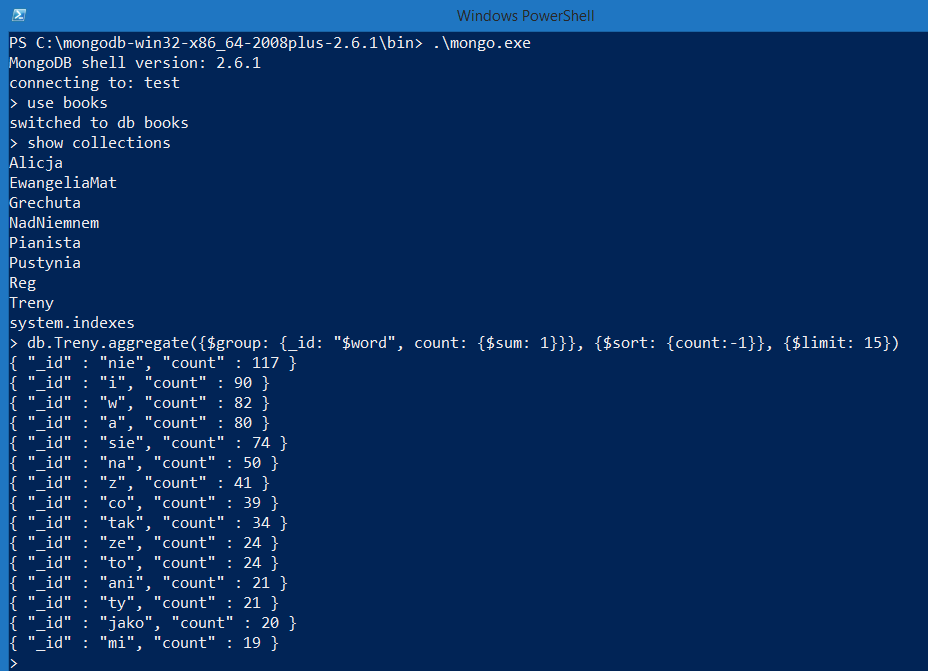 Windows PowerShell
PS C:\mongodb-win32-x86_64-2008plus-2.6.1\bin> .\mongo.exe
MongoDB shell version: 2.6.1
connecting to: test
> use books
switched to db books
> show collections
Alicja
EwangeliaMat
Grechuta
NadNiemnem
Pianista
Pustynia
Reg
Treny
system.indexes
> db.Treny.aggregate({$group: {_id: "$word", count: {$sum: 1}}}, {$sort: {count:-1}}, {$limit: 15})
{ "_id" : "nie", "count" : 117 }
{ "_id" : "i", "count" : 90 }
{ "_id" : "w", "count" : 82 }
{ "_id" : "a", "count" : 80 }
{ "_id" : "sie", "count" : 74 }
{ "_id" : "na", "count" : 50 }
{ "_id" : "z", "count" : 41 }
{ "_id" : "co", "count" : 39 }
{ "_id" : "tak", "count" : 34 }
{ "_id" : "ze", "count" : 24 }
{ "_id" : "to", "count" : 24 }
{ "_id" : "ani", "count" : 21 }
{ "_id" : "ty", "count" : 21 }
{ "_id" : "jako", "count" : 20 }
{ "_id" : "mi", "count" : 19 }
>